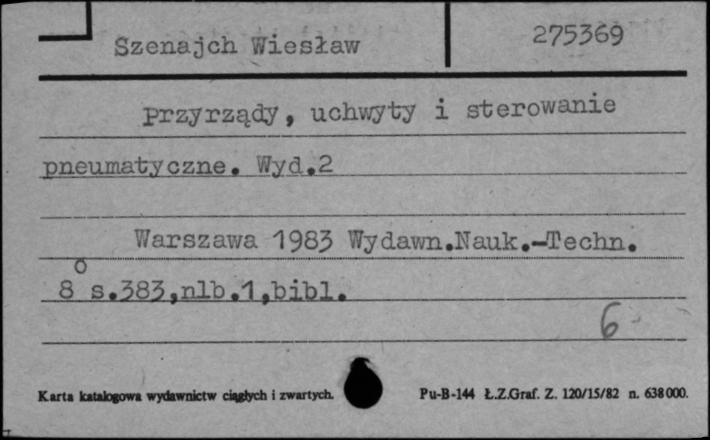 Szenajch Wiesław 275369
Przyrządy, uchwyty i sterowanie
pneumatyczne. Wyd.2
Warszawa 1983 Wydawn.Nauk.-Techn.
8° s.383,nlb.1,bibl.
6
Karta katalogowa wydawnictw ciągłych i zwartych. Pu-B-144 Ł.Z.Graf. Z. 120/15/82 n. 638000.